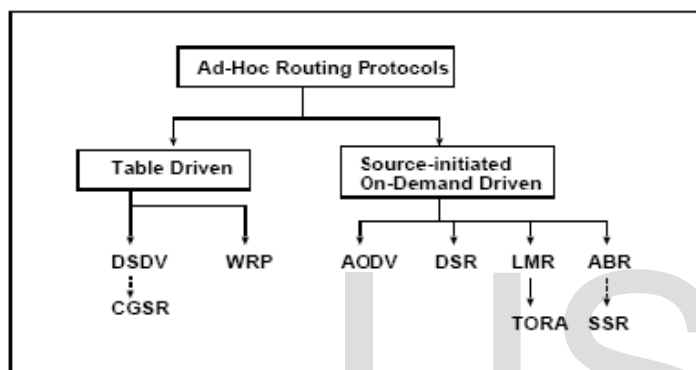 Ad-Hoc Routing Protocols
Table Driven
Source-initiated
On-Demand Driven
DSDV WRP AODV DSR LMR ABR
CGSR TORA SSR